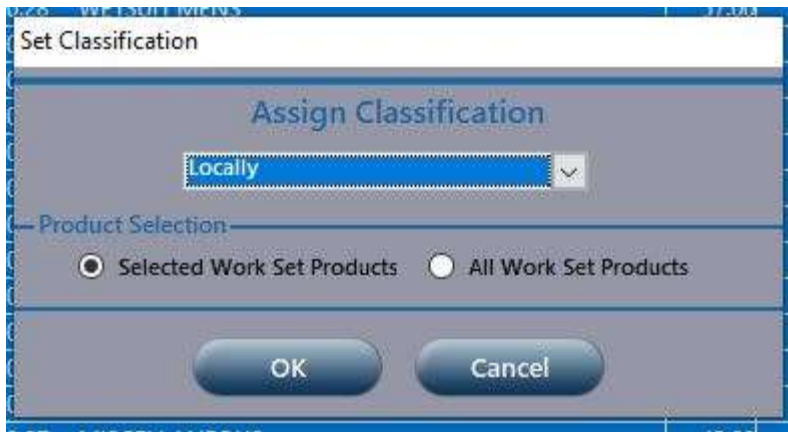 Set Classification
Assign Classification
Locally
Product Selection
Selected Work Set Products All Work Set Products
OK Cancel